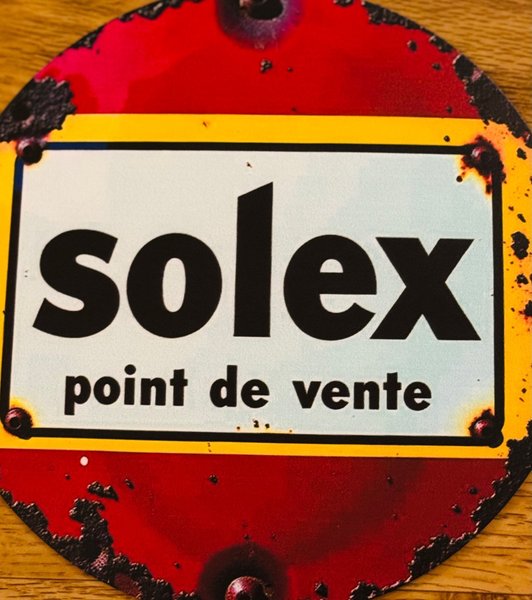 solex
point de vente